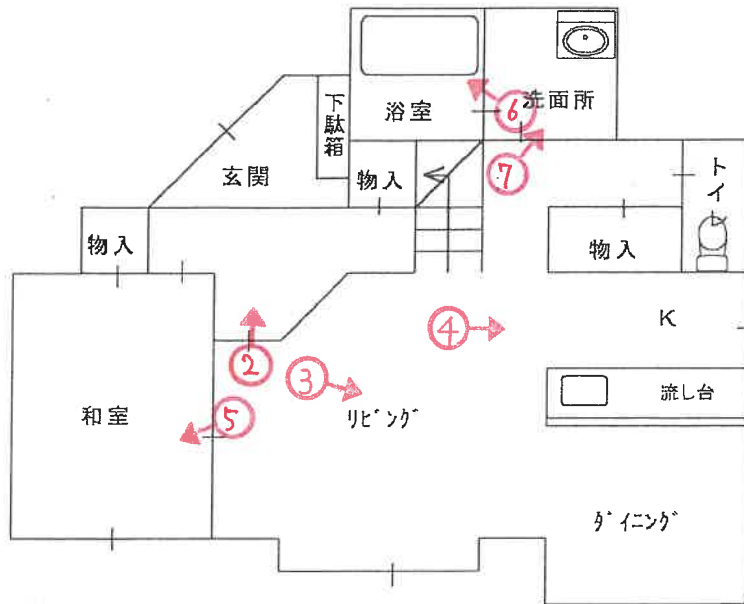 浴室
洗面所
⑥
下駄箱
玄関
物入
⑦
トイレ
物入
物入
④
K
②
③
流し台
和室
⑤
リビング
ダイニング